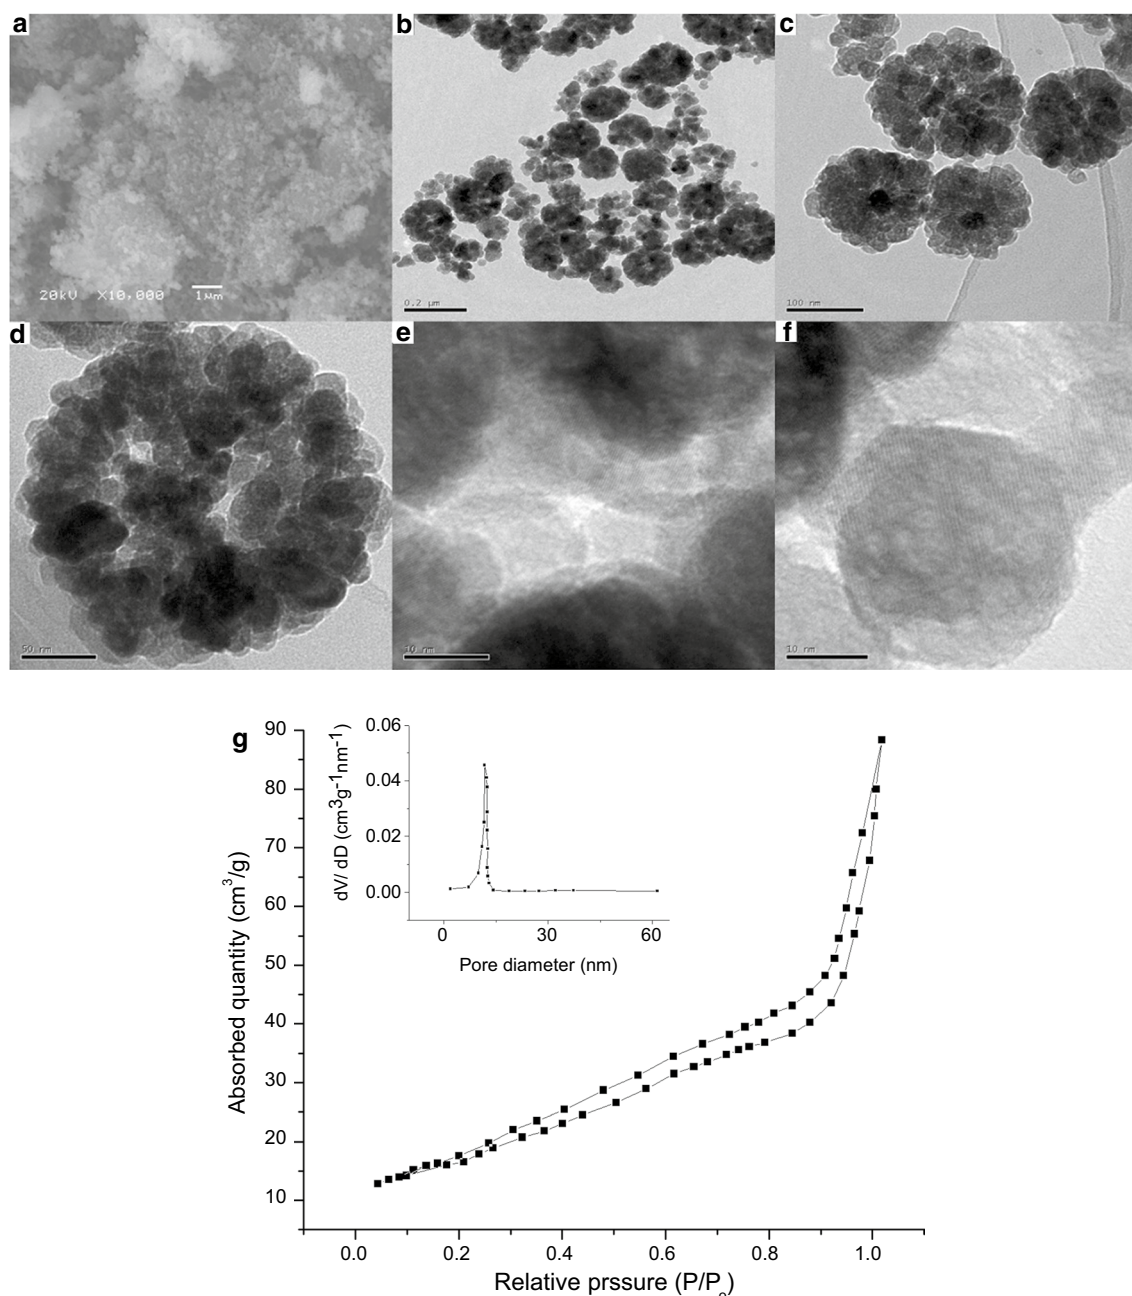 a
b
c
20kV X10,000 1μm
0.2 μm
100 nm
d
e
f
50 nm
10 nm
10 nm
g
90
80
70
60
50
40
30
20
10
Absorbed quantity (cm3/g)
0.06
0.04
0.02
0.00
dV/ dD (cm3g-1nm-1)
0 30 60
Pore diameter (nm)
0.0 0.2 0.4 0.6 0.8 1.0
Relative prssure (P/Po)